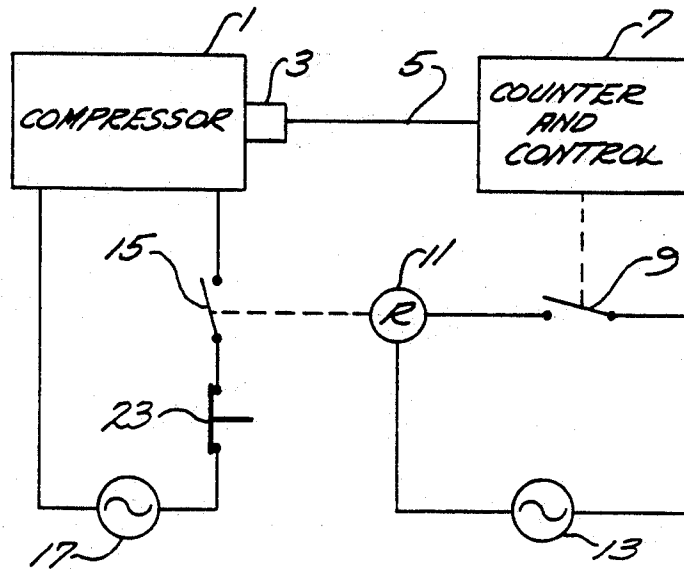 1
3
5
7
COMPRESSOR
COUNTER
AND
CONTROL
15
11
9
R
23
17
13